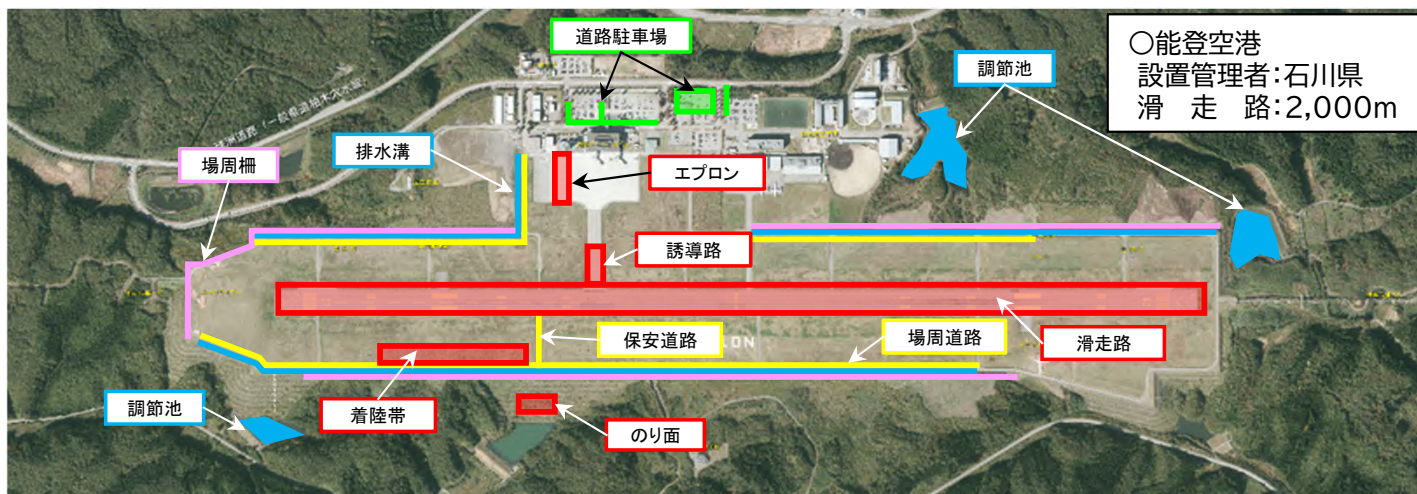 道路駐車場
調節池
○能登空港
設置管理者:石川県
滑 走 路:2,000m
場周柵
排水溝
エプロン
誘導路
保安道路
場周道路
滑走路
着陸帯
調節池
のり面